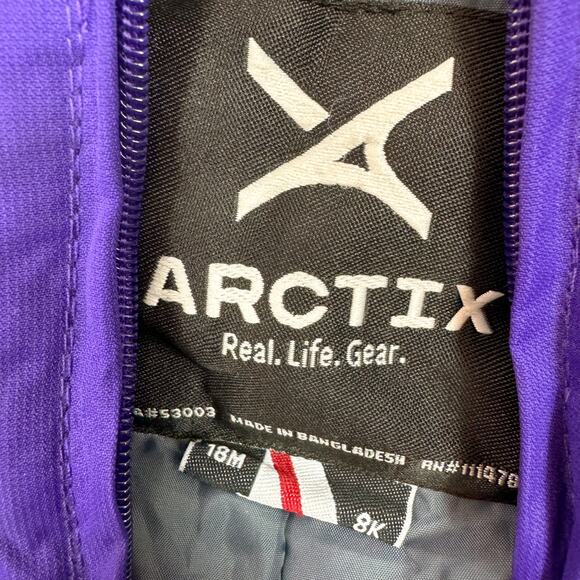 ARCTIX
Real. Life. Gear.
A#53003 MADE IN BANGLADESH RN#111478
18M
8K